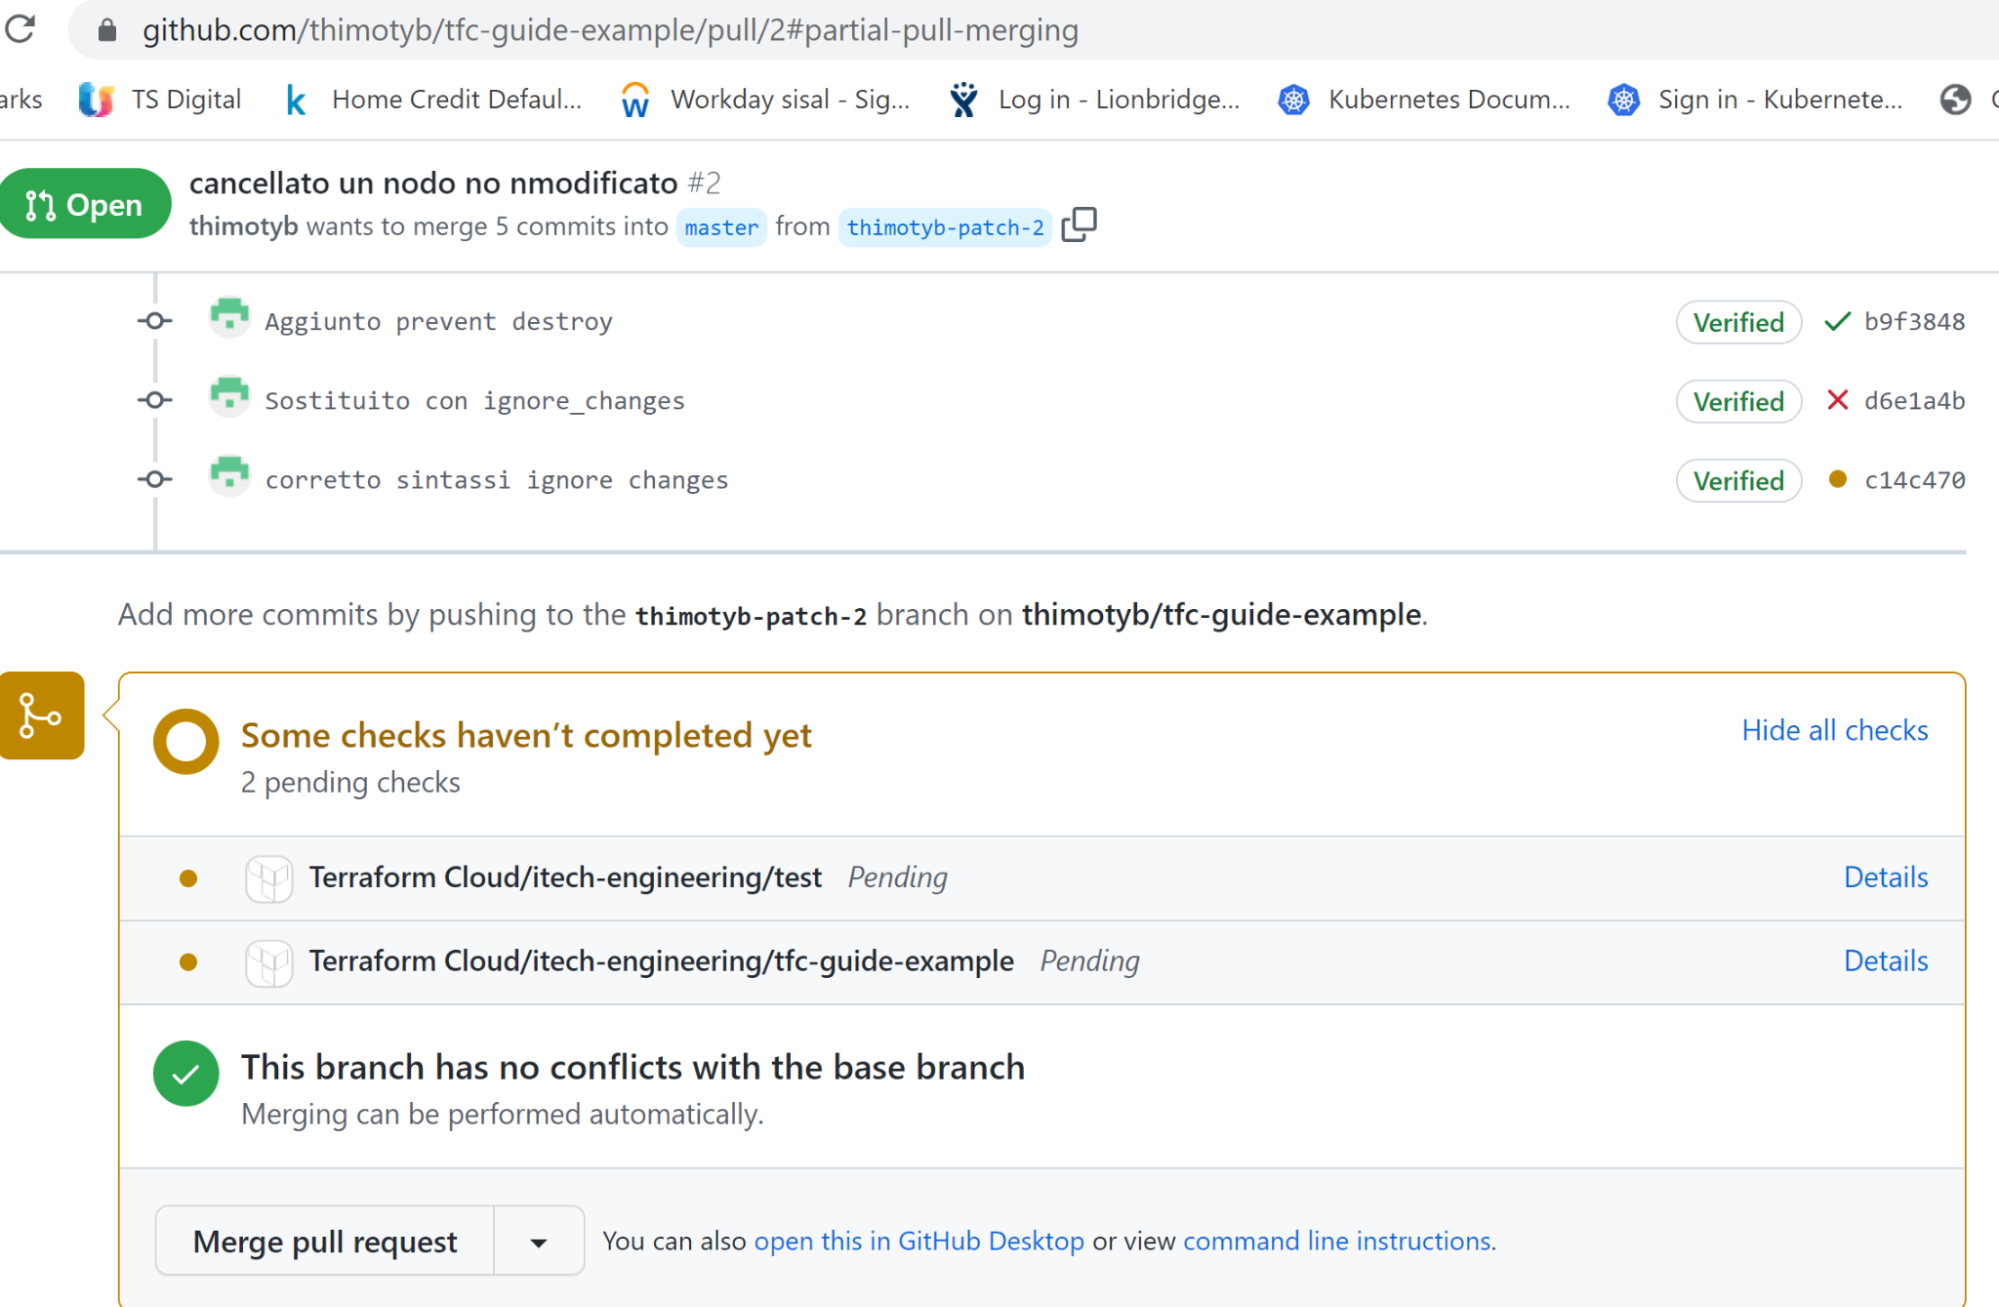 github.com/thimotyb/tfc-guide-example/pull/2#partial-pull-merging
arks TS Digital Home Credit Defaul... Workday sisal - Sig... Log in - Lionbridge... Kubernetes Docum... Sign in - Kubernete...
Open
cancellato un nodo no nmodificato #2
thimotyb wants to merge 5 commits into master from thimotyb-patch-2
Aggiunto prevent destroy Verified b9f3848
Sostituito con ignore_changes Verified d6e1a4b
corretto sintassi ignore changes Verified c14c470
Add more commits by pushing to the thimotyb-patch-2 branch on thimotyb/tfc-guide-example.
Some checks haven’t completed yet
Hide all checks
2 pending checks
Terraform Cloud/itech-engineering/test Pending Details
Terraform Cloud/itech-engineering/tfc-guide-example Pending Details
This branch has no conflicts with the base branch
Merging can be performed automatically.
Merge pull request You can also open this in GitHub Desktop or view command line instructions.